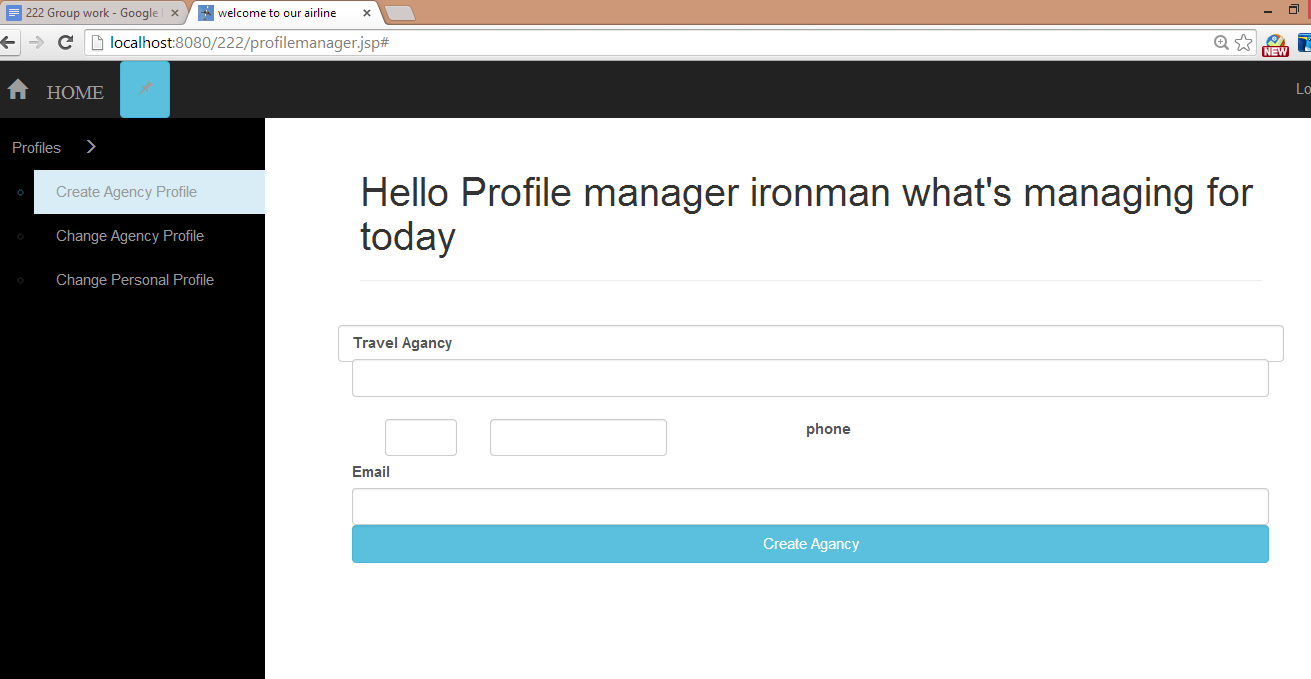 222 Group work - Google
welcome to our airline
localhost:8080/222/profilemanager.jsp#
NEW
HOME
Lo
Profiles
Create Agency Profile
Change Agency Profile
Change Personal Profile
Hello Profile manager ironman what's managing for
today
Travel Agancy
phone
Email
Create Agancy